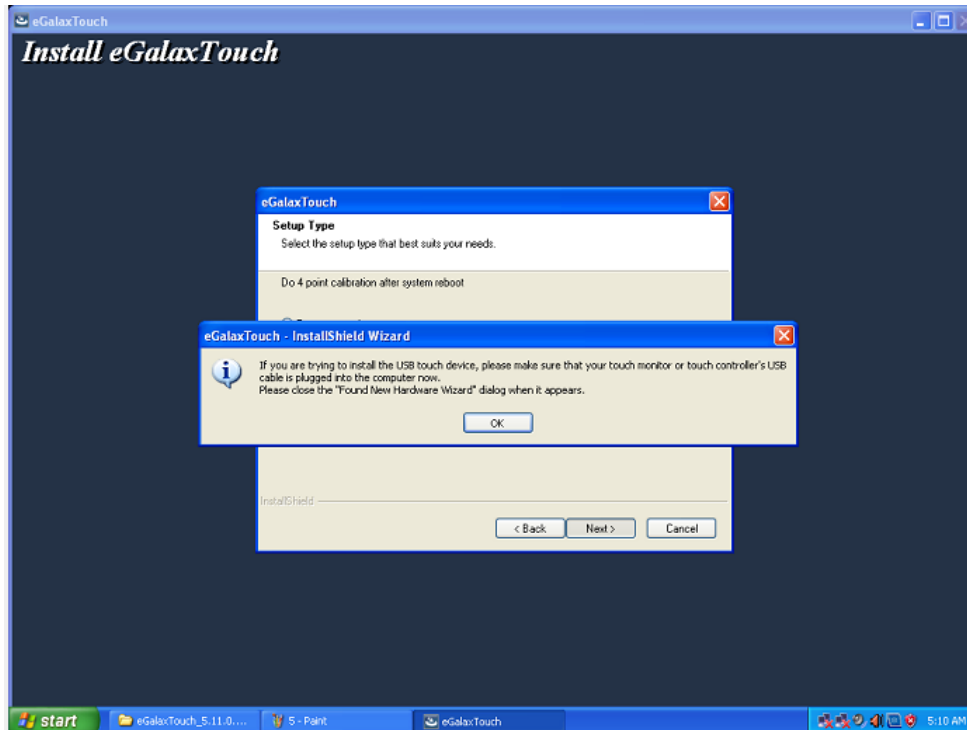 eGalaxTouch
Install eGalaxTouch
eGalaxTouch
Setup Type
Select the setup type that best suits your needs.
Do 4 point calibration after system reboot
eGalaxTouch - InstallShield Wizard
If you are trying to install the USB touch device, please make sure that your touch monitor or touch controller's USB
cable is plugged into the computer now.
Please close the "Found New Hardware Wizard" dialog when it appears.
OK
InstallShield
< Back
Next >
Cancel
start
eGalaxTouch_5.11.0....
5 - Paint
eGalaxTouch
5:10 AM